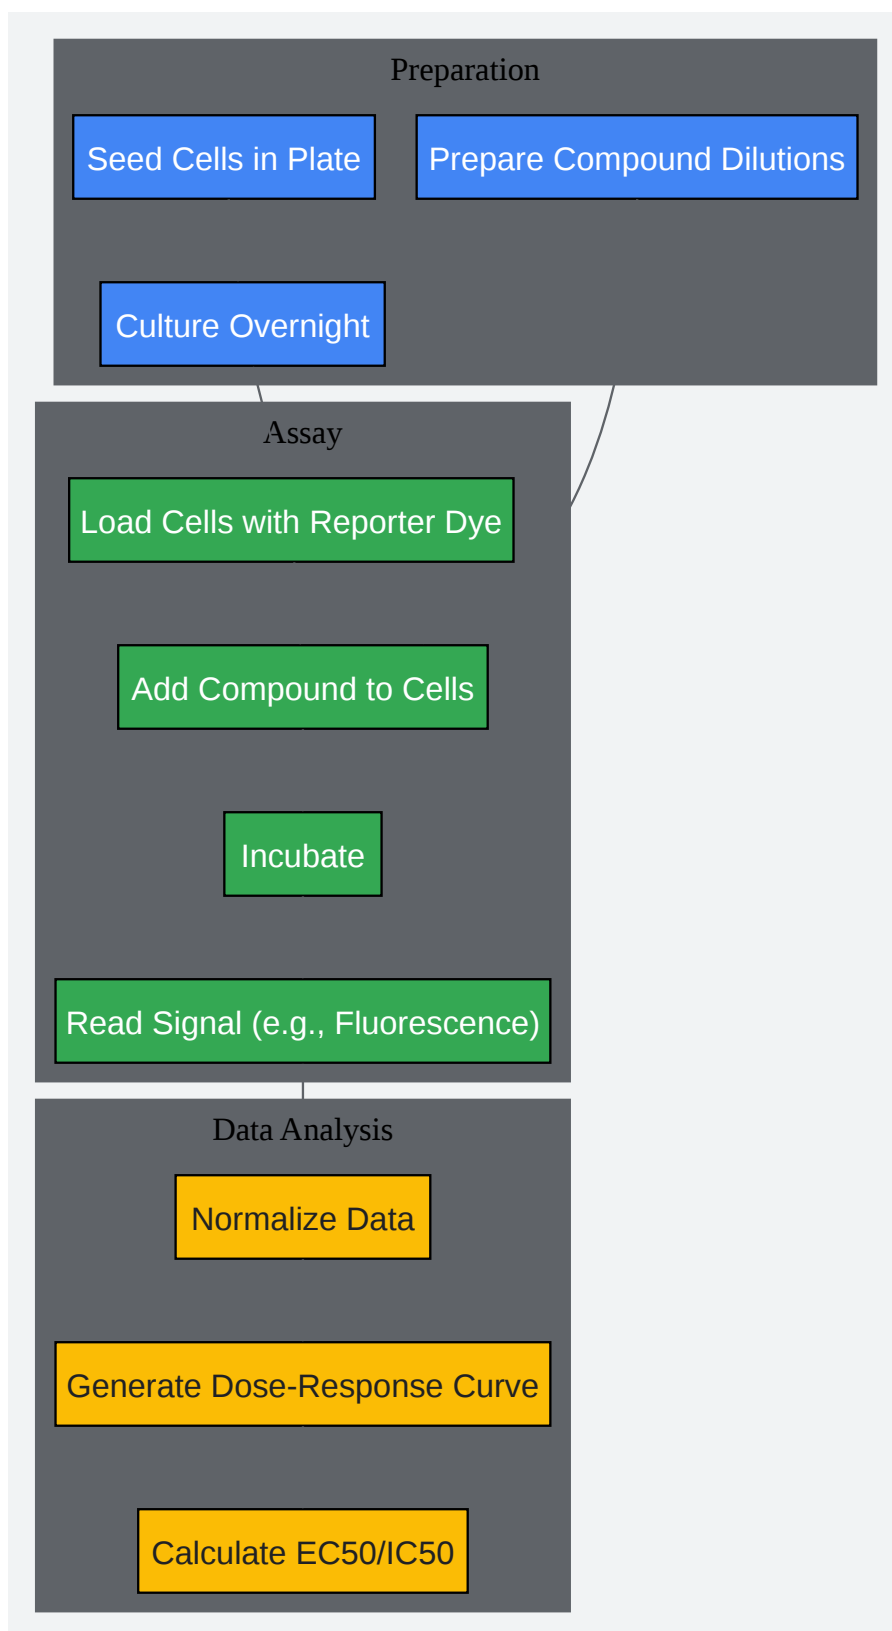 Preparation
Seed Cells in Plate
Prepare Compound Dilutions
Culture Overnight
Assay
Load Cells with Reporter Dye
Add Compound to Cells
Incubate
Read Signal (e.g., Fluorescence)
Data Analysis
Normalize Data
Generate Dose-Response Curve
Calculate EC50/IC50